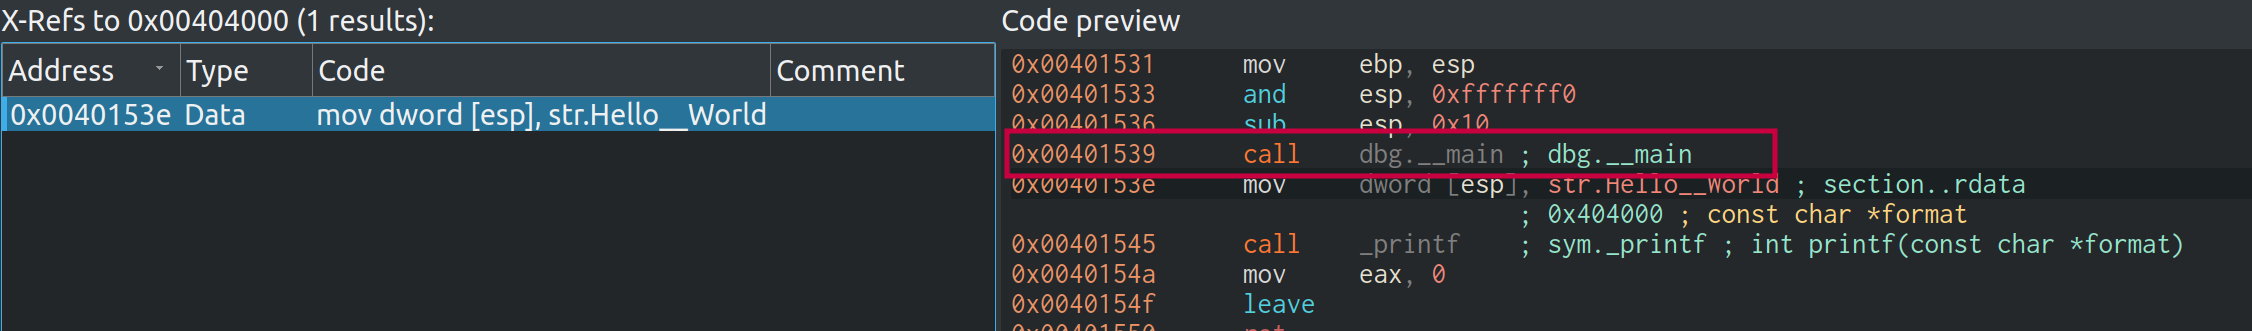 X-Refs to 0x00404000 (1 results):
Address Type Code Comment
0x0040153e Data mov dword [esp], str.Hello__World
Code preview
0x00401531 mov ebp, esp
0x00401533 and esp, 0xfffffff0
0x00401536 sub esp, 0x10
0x00401539 call dbg.__main ; dbg.__main
0x0040153e mov dword [esp], str.Hello__World ; section..rdata
; 0x404000 ; const char *format
0x00401545 call _printf ; sym._printf ; int printf(const char *format)
0x0040154a mov eax, 0
0x0040154f leave
0x00401550 ret